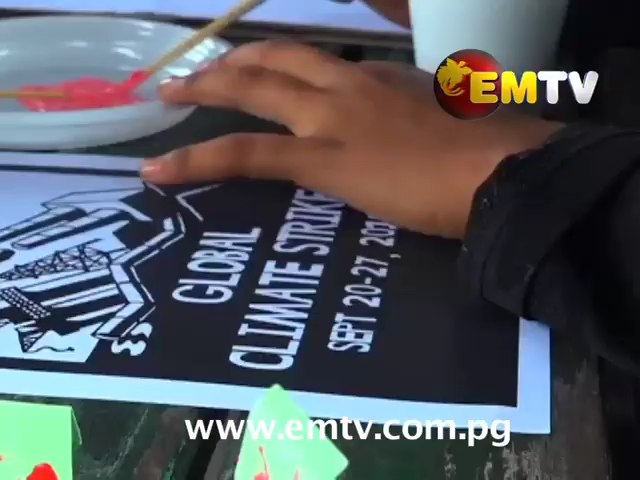 EMTV
GLOBAL
CLIMATE STRIKE
SEPT 20-27,
www.emtv.com.pg